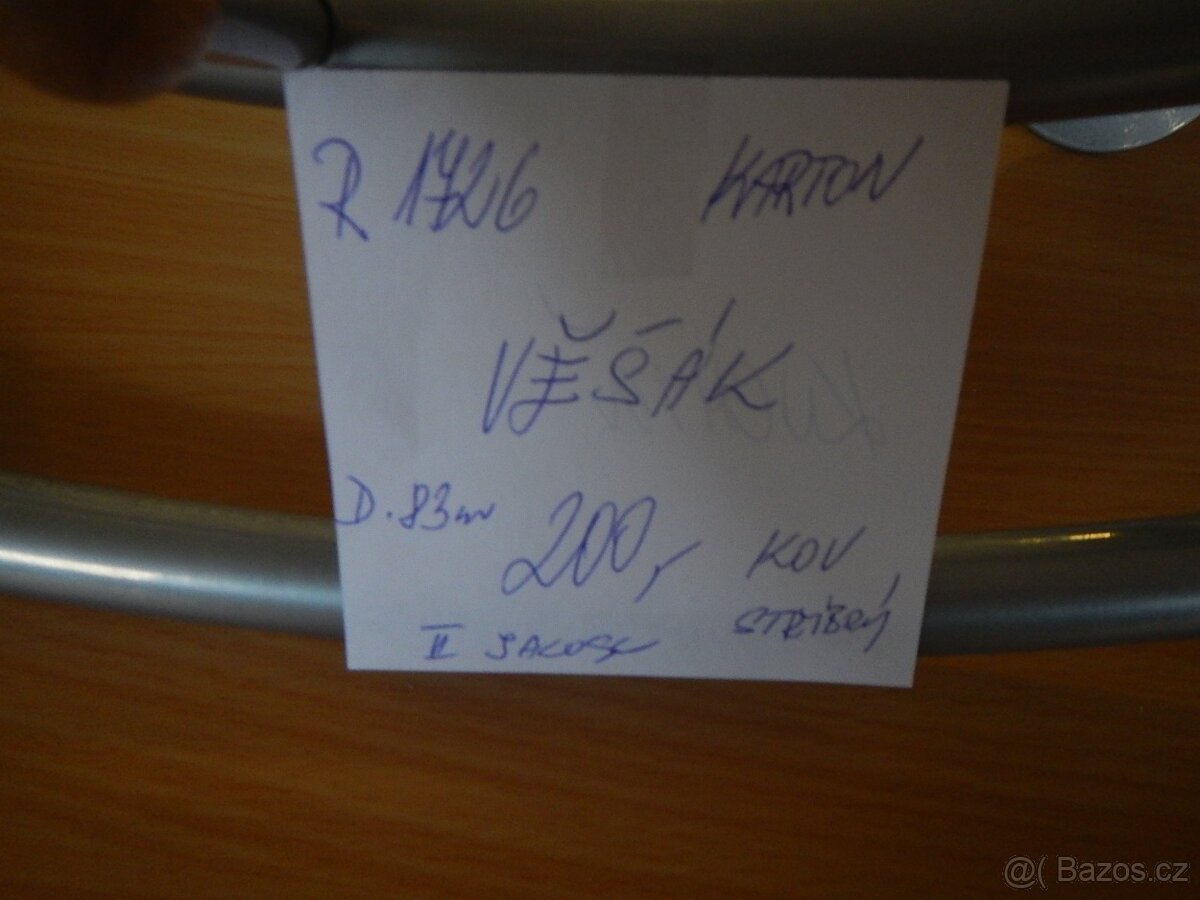 R 1726 KARTON
VĚŠÁK
D. 83cm 200,- KOV
STŘÍBRNÝ
II JAKOST
@( Bazos.cz